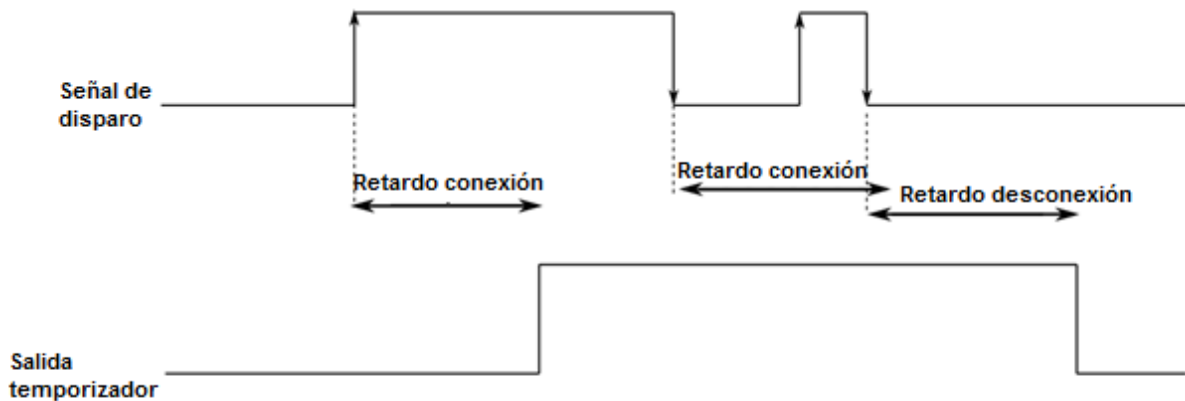 Señal de
disparo
Retardo conexión
Retardo conexión
Retardo desconexión
Salida
temporizador